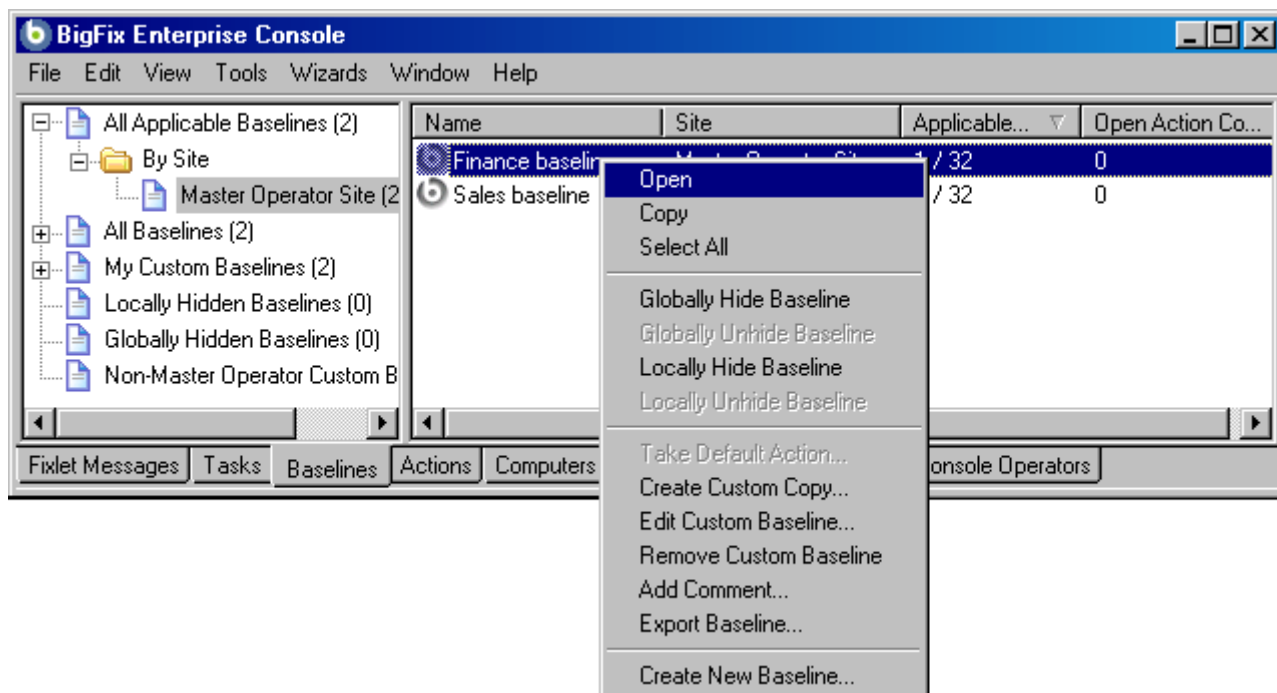 BigFix Enterprise Console
File Edit View Tools Wizards Window Help
All Applicable Baselines (2)
By Site
Master Operator Site (2
All Baselines (2)
My Custom Baselines (2)
Locally Hidden Baselines (0)
Globally Hidden Baselines (0)
Non-Master Operator Custom B
Name Site Applicable... Open Action Co...
Finance baselin / 32 0
Sales baseline / 32 0
Open
Copy
Select All
Globally Hide Baseline
Globally Unhide Baseline
Locally Hide Baseline
Locally Unhide Baseline
Take Default Action...
Create Custom Copy...
Edit Custom Baseline...
Remove Custom Baseline
Add Comment...
Export Baseline...
Create New Baseline...
Fixlet Messages Tasks Baselines Actions Computers onsole Operators